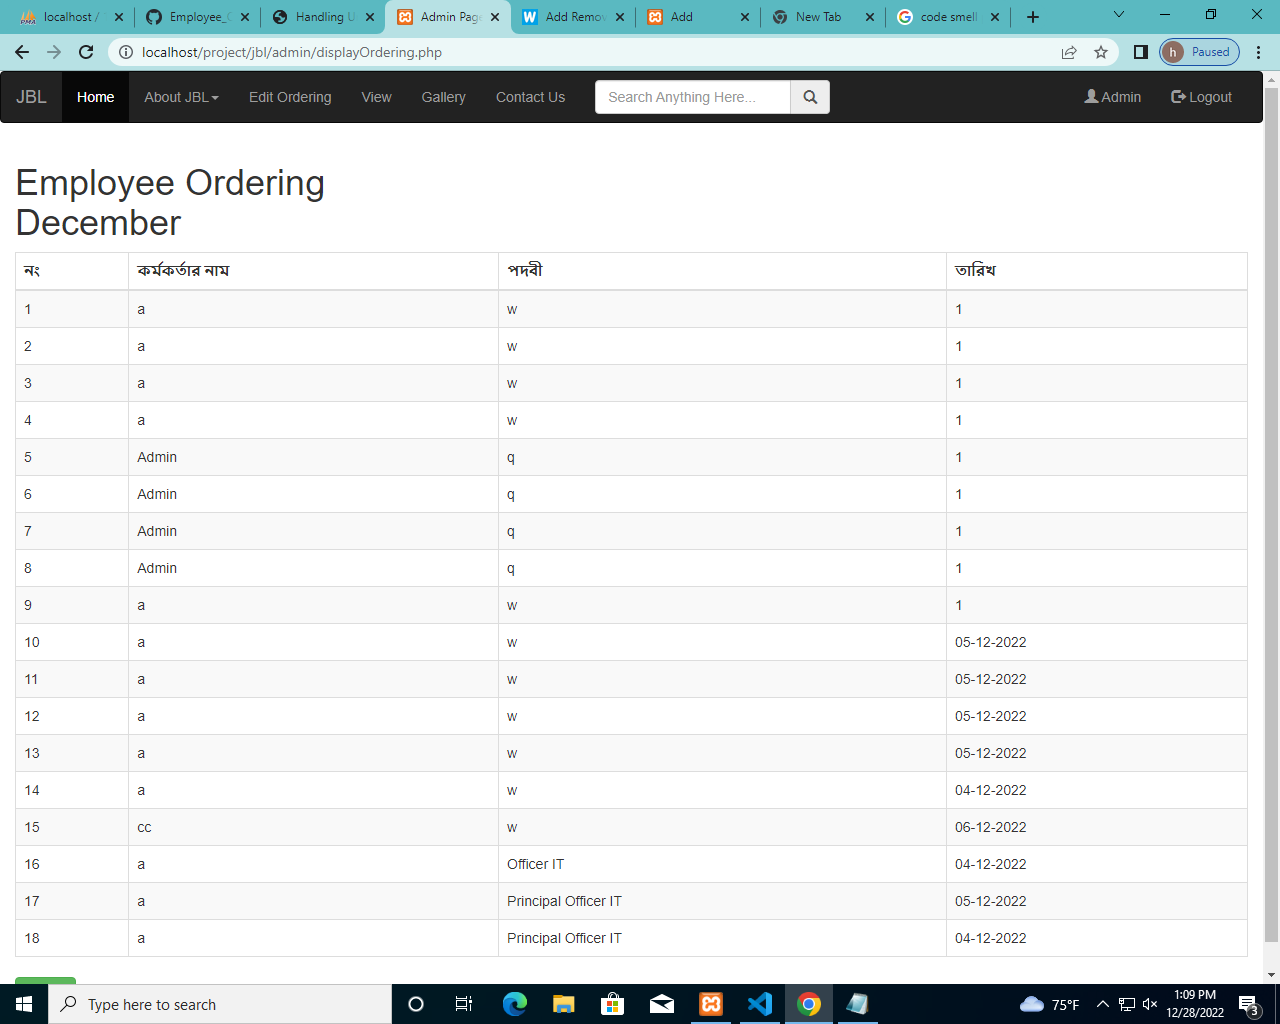 localhost /
Employee_
Handling U
Admin Page
Add Remov
Add
New Tab
code smell
localhost/project/jbl/admin/displayOrdering.php
h Paused
JBL Home About JBL Edit Ordering View Gallery Contact Us Search Anything Here... Admin Logout
Employee Ordering
December
নং কর্মকর্তার নাম পদবী তারিখ
1 a w 1
2 a w 1
3 a w 1
4 a w 1
5 Admin q 1
6 Admin q 1
7 Admin q 1
8 Admin q 1
9 a w 1
10 a w 05-12-2022
11 a w 05-12-2022
12 a w 05-12-2022
13 a w 05-12-2022
14 a w 04-12-2022
15 cc w 06-12-2022
16 a Officer IT 04-12-2022
17 a Principal Officer IT 05-12-2022
18 a Principal Officer IT 04-12-2022
Type here to search
75°F
1:09 PM
12/28/2022
3